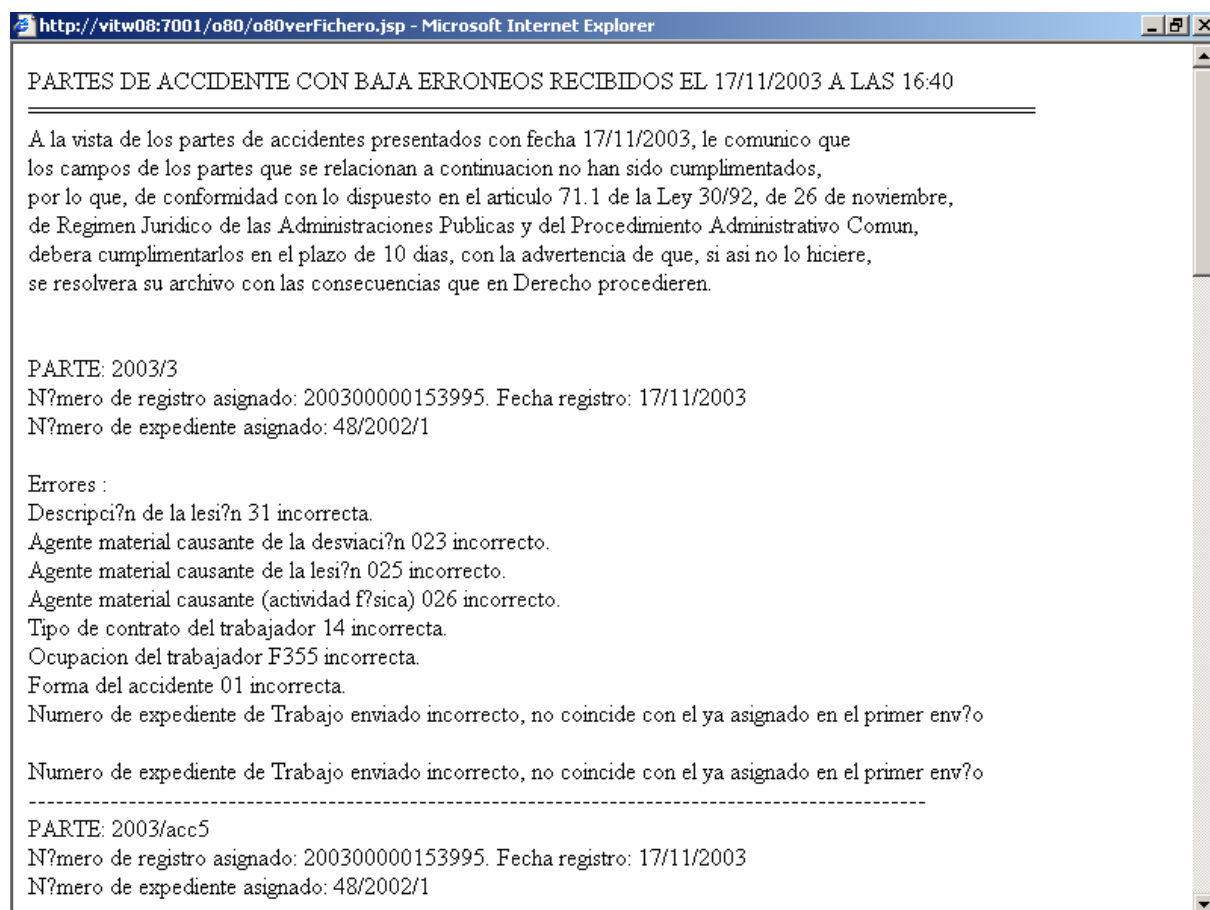 http://vitw08:7001/o80/o80verFichero.jsp - Microsoft Internet Explorer
PARTES DE ACCIDENTE CON BAJA ERRONEOS RECIBIDOS EL 17/11/2003 A LAS 16:40
A la vista de los partes de accidentes presentados con fecha 17/11/2003, le comunico que
los campos de los partes que se relacionan a continuacion no han sido cumplimentados,
por lo que, de conformidad con lo dispuesto en el articulo 71.1 de la Ley 30/92, de 26 de noviembre,
de Regimen Juridico de las Administraciones Publicas y del Procedimiento Administrativo Comun,
debera cumplimentarlos en el plazo de 10 dias, con la advertencia de que, si asi no lo hiciere,
se resolvera su archivo con las consecuencias que en Derecho procedieren.
PARTE: 2003/3
N?mero de registro asignado: 200300000153995. Fecha registro: 17/11/2003
N?mero de expediente asignado: 48/2002/1
Errores :
Descripci?n de la lesi?n 31 incorrecta.
Agente material causante de la desviaci?n 023 incorrecto.
Agente material causante de la lesi?n 025 incorrecto.
Agente material causante (actividad f?sica) 026 incorrecto.
Tipo de contrato del trabajador 14 incorrecta.
Ocupacion del trabajador F355 incorrecta.
Forma del accidente 01 incorrecta.
Numero de expediente de Trabajo enviado incorrecto, no coincide con el ya asignado en el primer env?o
Numero de expediente de Trabajo enviado incorrecto, no coincide con el ya asignado en el primer env?o
----------------------------------------------------------------------------------------------------
PARTE: 2003/acc5
N?mero de registro asignado: 200300000153995. Fecha registro: 17/11/2003
N?mero de expediente asignado: 48/2002/1